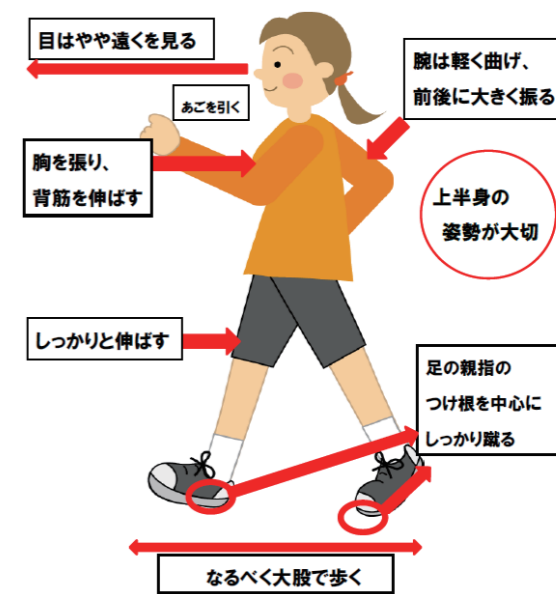 目はやや遠くを見る
あごを引く
腕は軽く曲げ、
前後に大きく振る
胸を張り、
背筋を伸ばす
上半身の
姿勢が大切
しっかりと伸ばす
足の親指の
つけ根を中心に
しっかり蹴る
なるべく大股で歩く